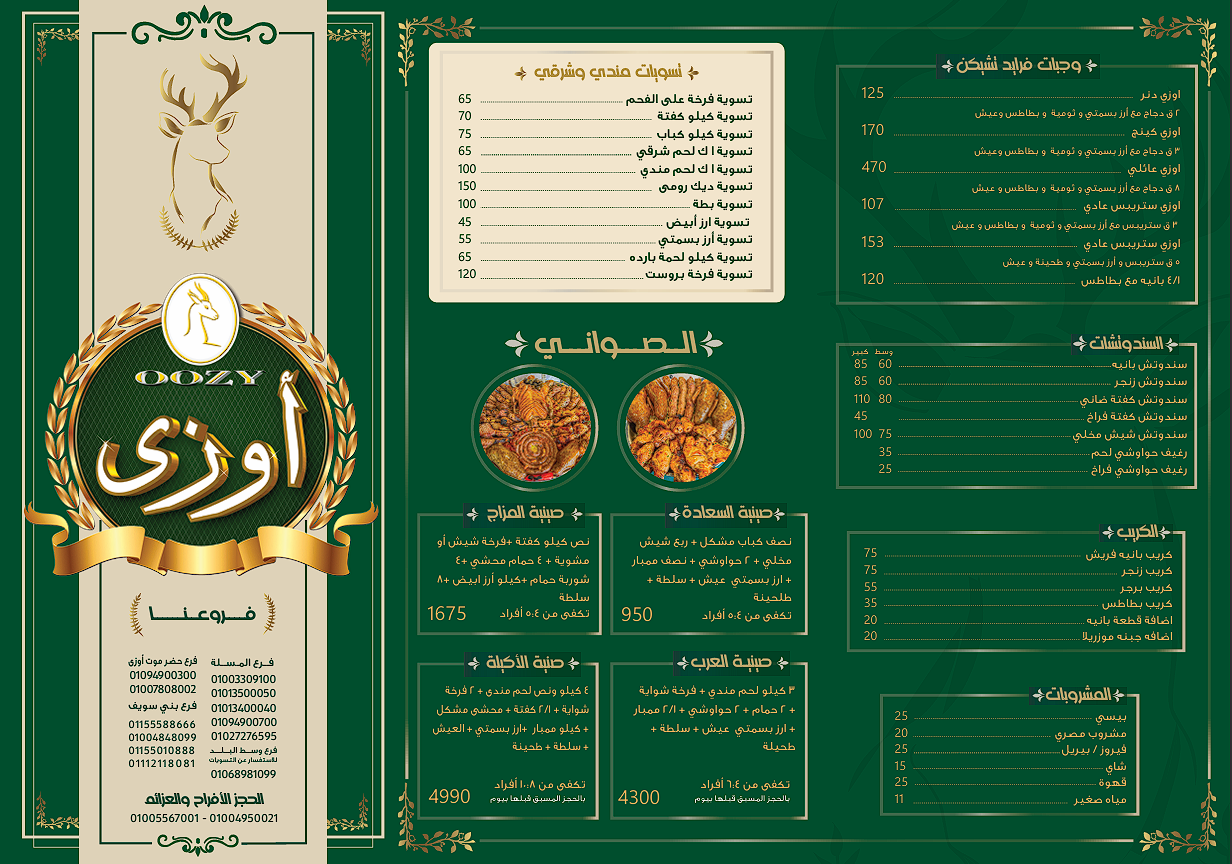 OOZY
أوزى
فروعنا
فرع المسلة
01003309100
01013500050
01013400040
01094900700
01027276595
فرع وسط البلد
للاستفسار عن التسويات
01068981099
فرع حضر موت أوزى
01094900300
01007808002
فرع بني سويف
01155588666
01004848099
01155010888
01112118081
الحجز الأفراح والعزائم
01005567001 - 01004950021
تسويات مندي وشرقي
تسوية فرخة على الفحم 65
تسوية كيلو كفتة 70
تسوية كيلو كباب 75
تسوية ١ ك لحم شرقي 65
تسوية ١ ك لحم مندي 100
تسوية ديك رومى 150
تسوية بطة 100
تسوية ارز أبيض 45
تسوية أرز بسمتي 55
تسوية كيلو لحمة بارده 65
تسوية فرخة بروست 120
الصواني
صينية السعادة
نصف كباب مشكل + ربع شيش
مخلي + ٢ حواوشي + نصف ممبار
+ ارز بسمتي عيش + سلطة +
طلحينة
تكفي من ٥:٤ أفراد
950
صينية المزاج
نص كيلو كفتة +فرخة شيش أو
مشوية + ٤ حمام محشي +٤
شوربة حمام +كيلو أرز ابيض +٨
سلطة
تكفي من ٥:٤ أفراد
1675
صينية العرب
٣ كيلو لحم مندي + فرخة شواية
+ ٢ حمام + ٢ حواوشي + ٢/١ ممبار
+ ارز بسمتي عيش + سلطة +
طحيلة
تكفي من ٦:٤ أفراد
بالحجز المسبق قبلها بيوم
4300
صنية الأكيلة
٤ كيلو ونص لحم مندي + ٢ فرخة
شواية + ٢/١ كفتة + محشي مشكل
+ كيلو ممبار +ارز بسمتي + العيش
+ سلطة + طحينة
تكفي من ١٠:٨ أفراد
بالحجز المسبق قبلها بيوم
4990
وجبات فرايد تشيكن
اوزي دنر 125
٢ ق دجاج مع أرز بسمتي و ثومية و بطاطس وعيش
اوزي كينج 170
٣ ق دجاج مع أرز بسمتي و ثومية و بطاطس وعيش
اوزي عائلي 470
٨ ق دجاج مع أرز بسمتي و ثومية و بطاطس و عيش
اوزي ستريبس عادي 107
٣ ق ستريبس مع أرز بسمتي و ثومية و بطاطس و عيش
اوزي ستريبس عادي 153
٥ ق ستريبس و أرز بسمتي و طحينة و عيش
٤/١ بانيه مع بطاطس 120
السندوتشات
وسط كبير
سندوتش بانيه 60 85
سندوتش زنجر 60 85
سندوتش كفتة ضاني 80 110
سندوتش كفتة فراخ 45
سندوتش شيش مخلي 75 100
رغيف حواوشي لحم 35
رغيف حواوشي فراخ 25
الكريب
كريب بانيه فريش 75
كريب زنجر 75
كريب برجر 55
كريب بطاطس 35
اضافة قطعة بانيه 20
اضافه جبنه موزريلا 20
المشروبات
بيسي 25
مشروب مصري 20
فيروز / بيريل 25
شاي 15
قهوة 25
مياه صغير 11